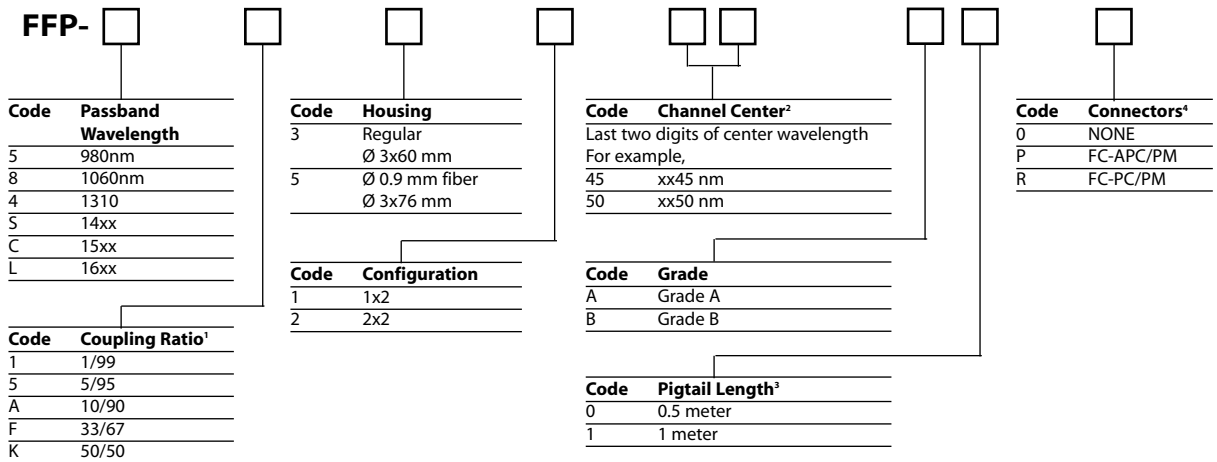 FFP-
Code Passband Wavelength
5 980nm
8 1060nm
4 1310
S 14xx
C 15xx
L 16xx
Code Coupling Ratio¹
1 1/99
5 5/95
A 10/90
F 33/67
K 50/50
Code Housing
3 Regular
Ø 3x60 mm
5 Ø 0.9 mm fiber
Ø 3x76 mm
Code Configuration
1 1x2
2 2x2
Code Channel Center²
Last two digits of center wavelength
For example,
45 xx45 nm
50 xx50 nm
Code Grade
A Grade A
B Grade B
Code Pigtail Length³
0 0.5 meter
1 1 meter
Code Connectors⁴
0 NONE
P FC-APC/PM
R FC-PC/PM